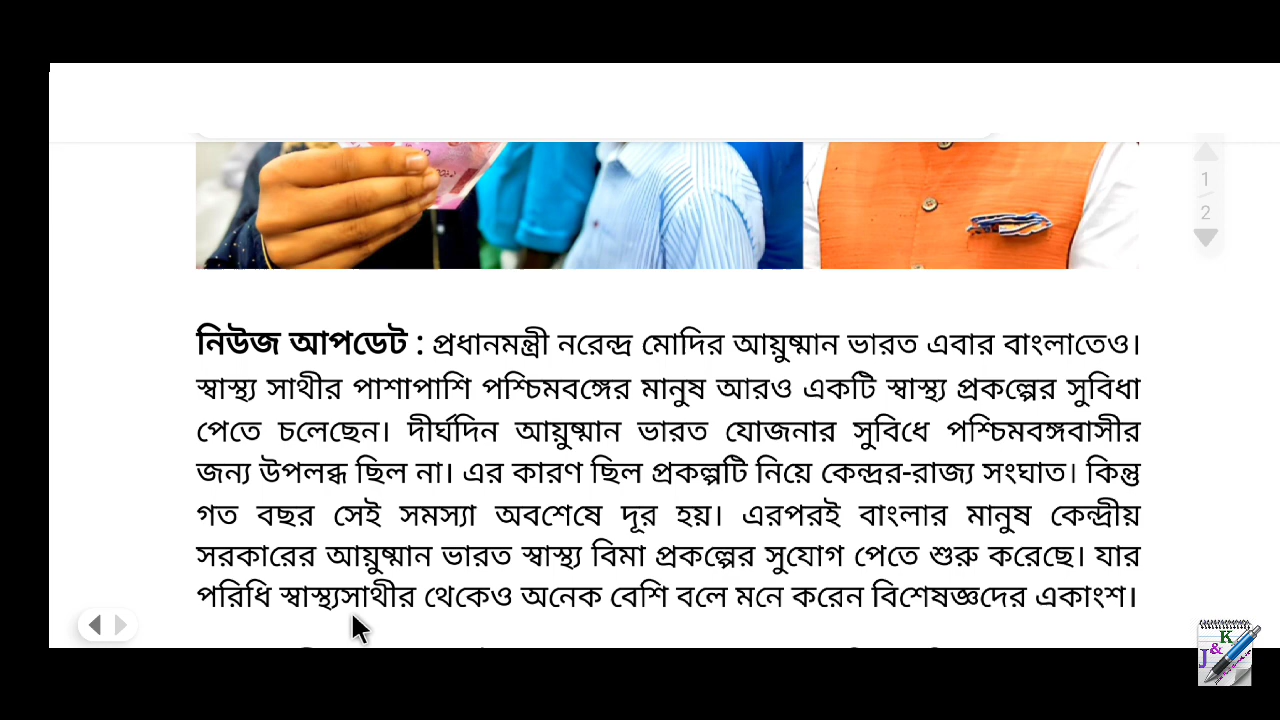 1
2
নিউজ আপডেট : প্রধানমন্ত্রী নরেন্দ্র মোদির আয়ুষ্মান ভারত এবার বাংলাতেও।
স্বাস্থ্য সাথীর পাশাপাশি পশ্চিমবঙ্গের মানুষ আরও একটি স্বাস্থ্য প্রকল্পের সুবিধা
পেতে চলেছেন। দীর্ঘদিন আয়ুষ্মান ভারত যোজনার সুবিধে পশ্চিমবঙ্গবাসীর
জন্য উপলব্ধ ছিল না। এর কারণ ছিল প্রকল্পটি নিয়ে কেন্দ্রর-রাজ্য সংঘাত। কিন্তু
গত বছর সেই সমস্যা অবশেষে দূর হয়। এরপরই বাংলার মানুষ কেন্দ্রীয়
সরকারের আয়ুষ্মান ভারত স্বাস্থ্য বিমা প্রকল্পের সুযোগ পেতে শুরু করেছে। যার
পরিধি স্বাস্থ্যসাথীর থেকেও অনেক বেশি বলে মনে করেন বিশেষজ্ঞদের একাংশ।
J&K